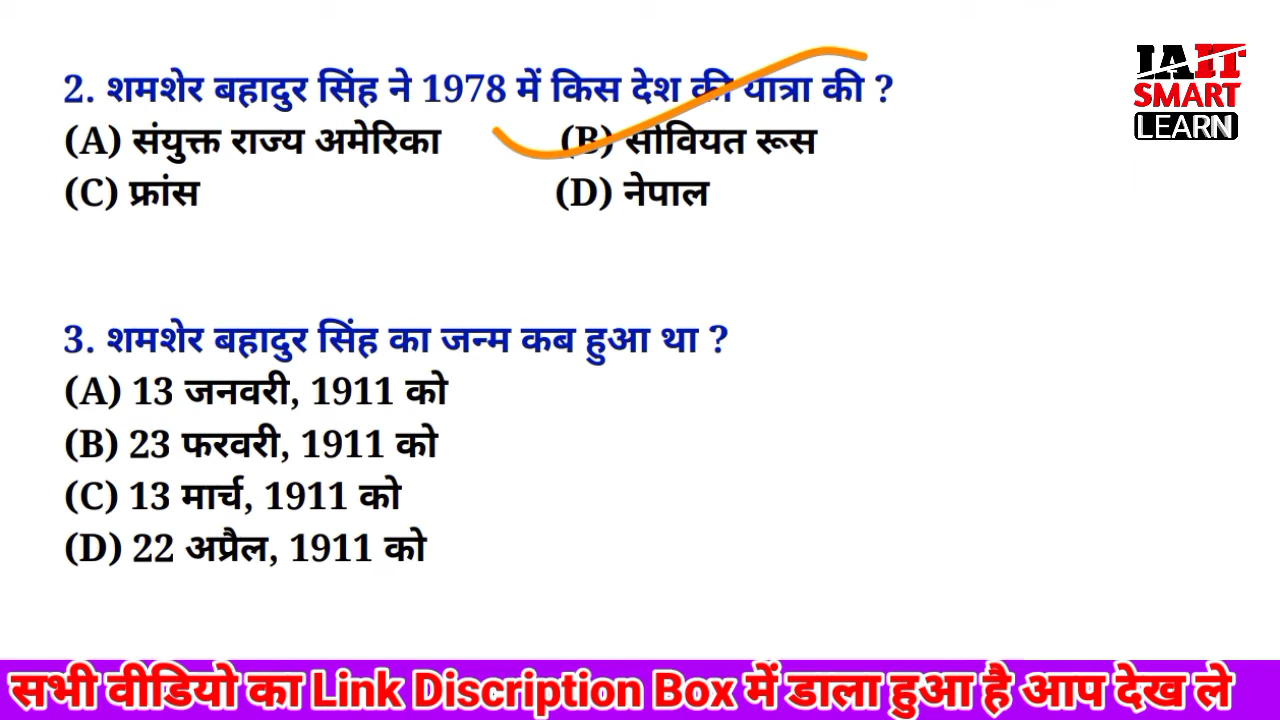 2. शमशेर बहादुर सिंह ने 1978 में किस देश की यात्रा की ?
(A) संयुक्त राज्य अमेरिका (B) सोवियत रूस
(C) फ्रांस (D) नेपाल
3. शमशेर बहादुर सिंह का जन्म कब हुआ था ?
(A) 13 जनवरी, 1911 को
(B) 23 फरवरी, 1911 को
(C) 13 मार्च, 1911 को
(D) 22 अप्रैल, 1911 को
IAIT
SMART
LEARN
सभी वीडियो का Link Discription Box में डाला हुआ है आप देख ले